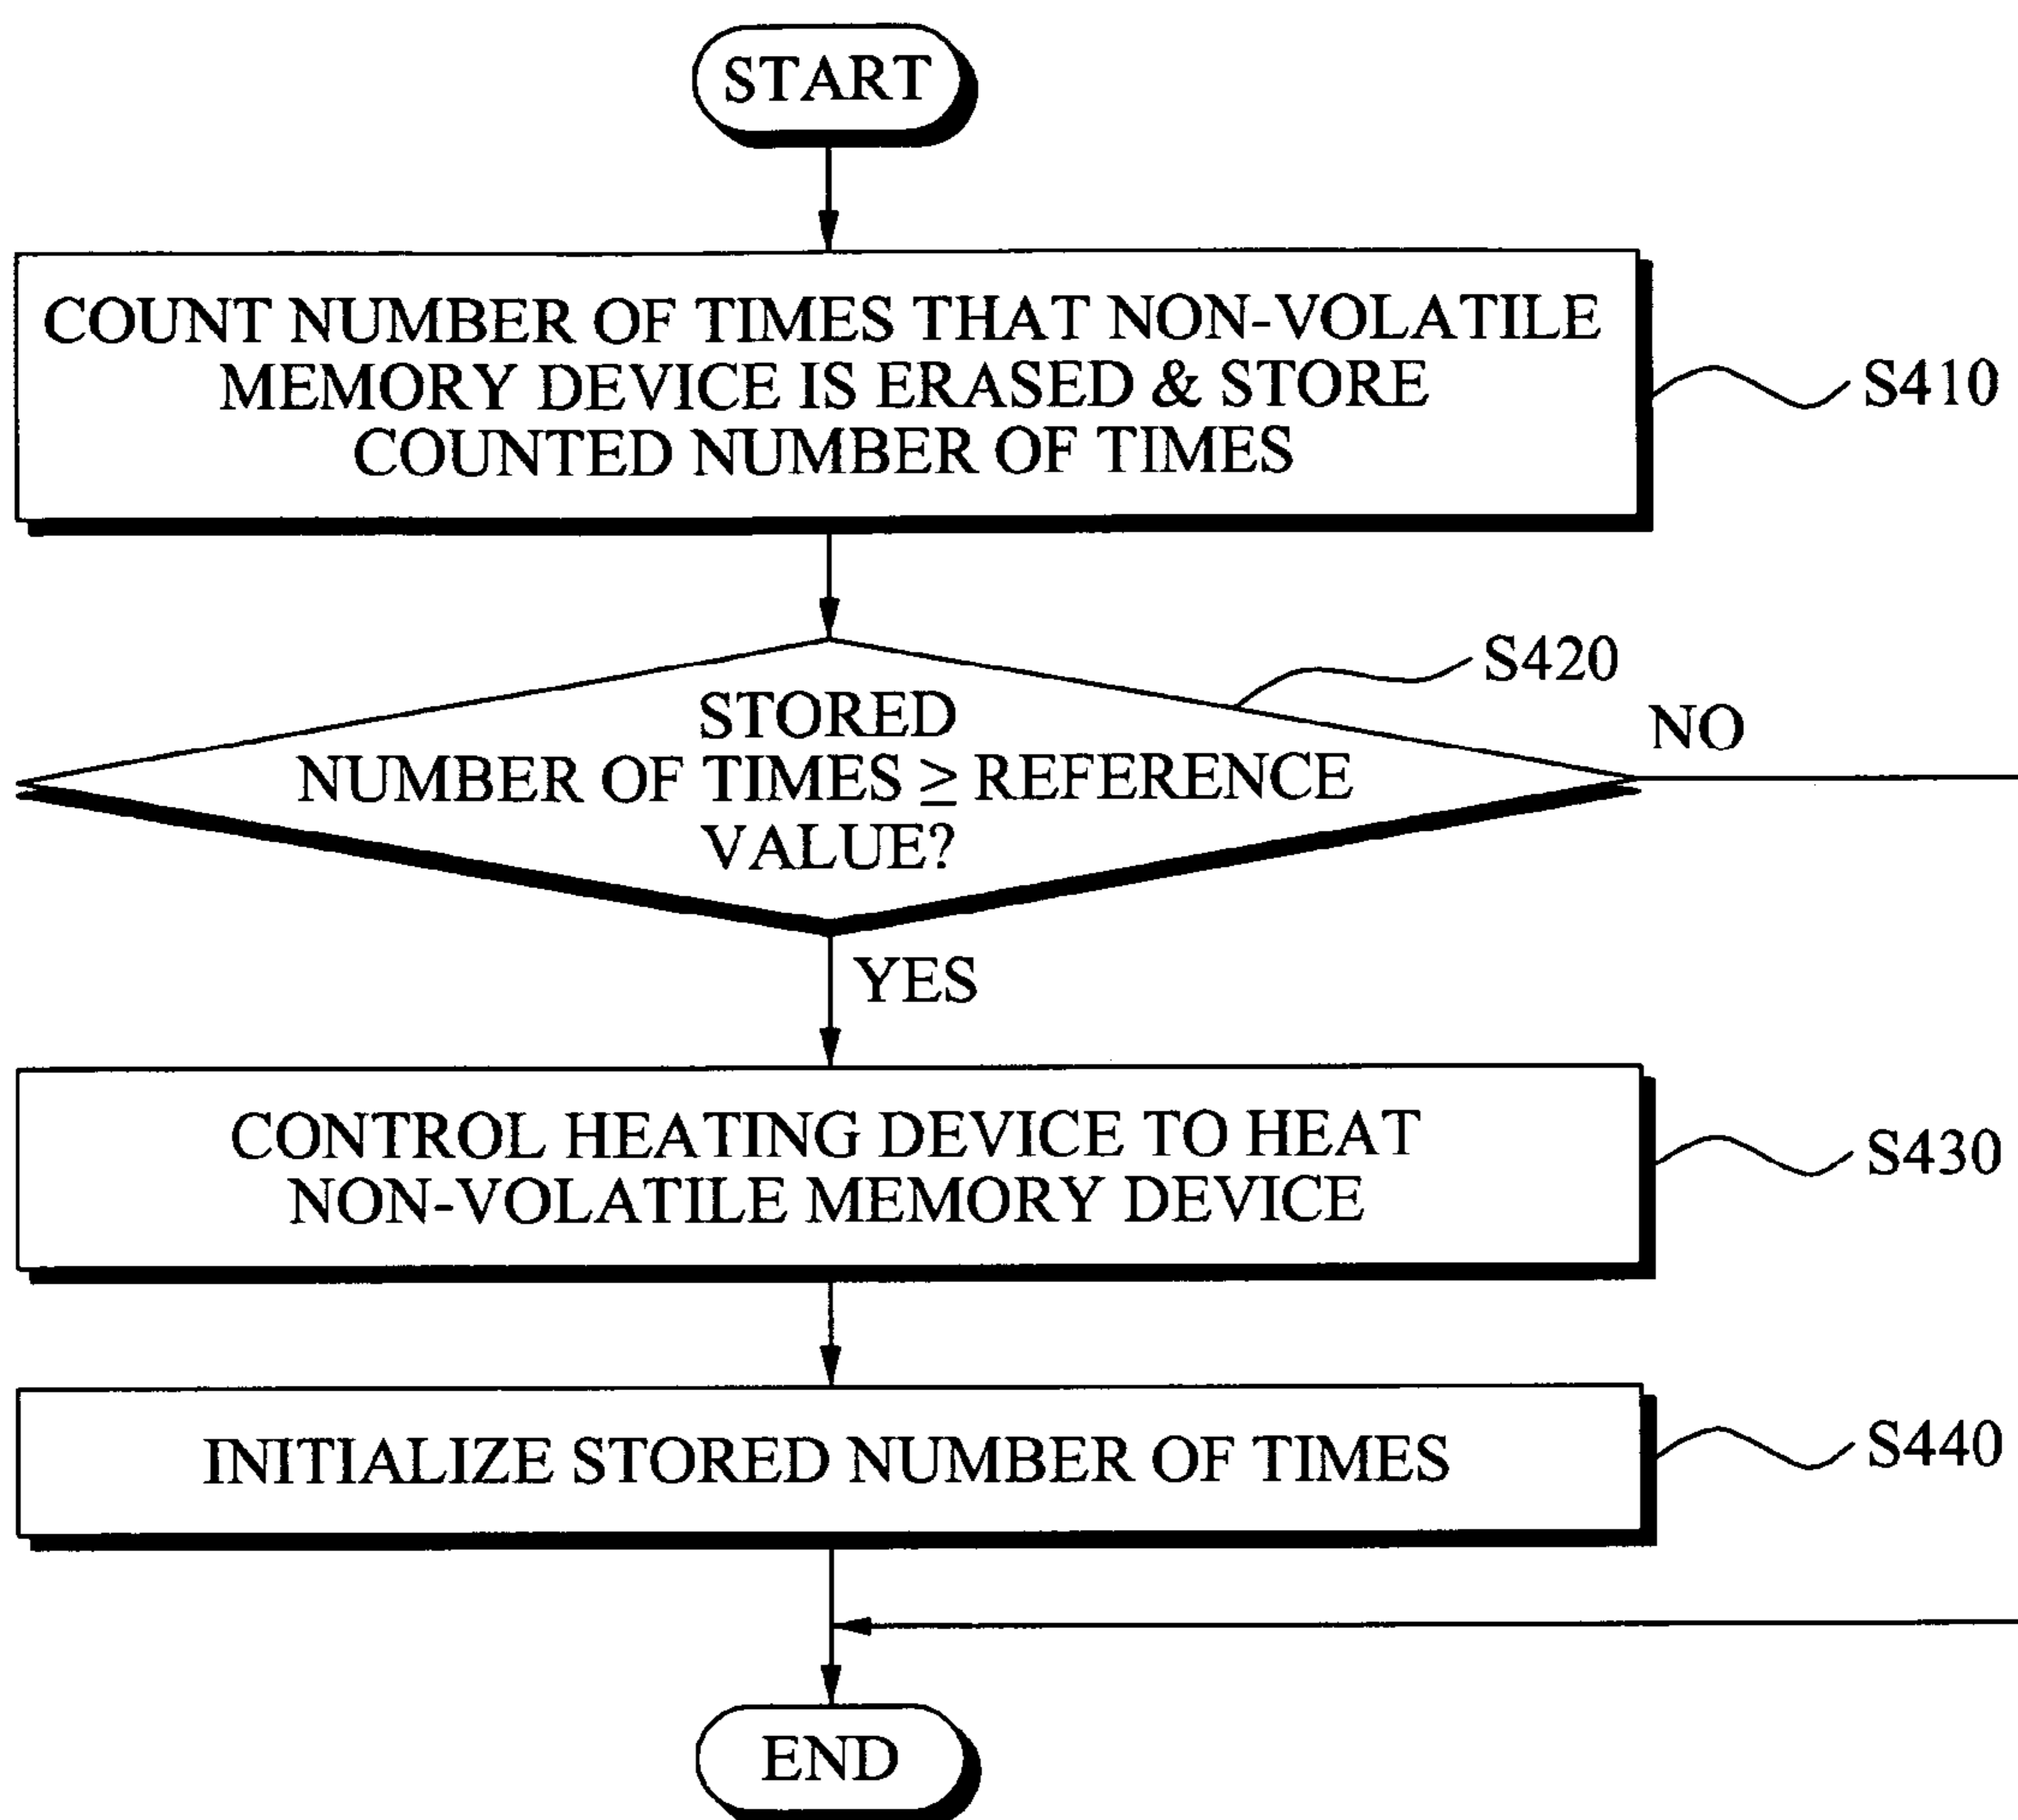 START
COUNT NUMBER OF TIMES THAT NON-VOLATILE
MEMORY DEVICE IS ERASED & STORE
COUNTED NUMBER OF TIMES
S410
S420
STORED
NUMBER OF TIMES ≥ REFERENCE
VALUE?
NO
YES
CONTROL HEATING DEVICE TO HEAT
NON-VOLATILE MEMORY DEVICE
S430
INITIALIZE STORED NUMBER OF TIMES
S440
END